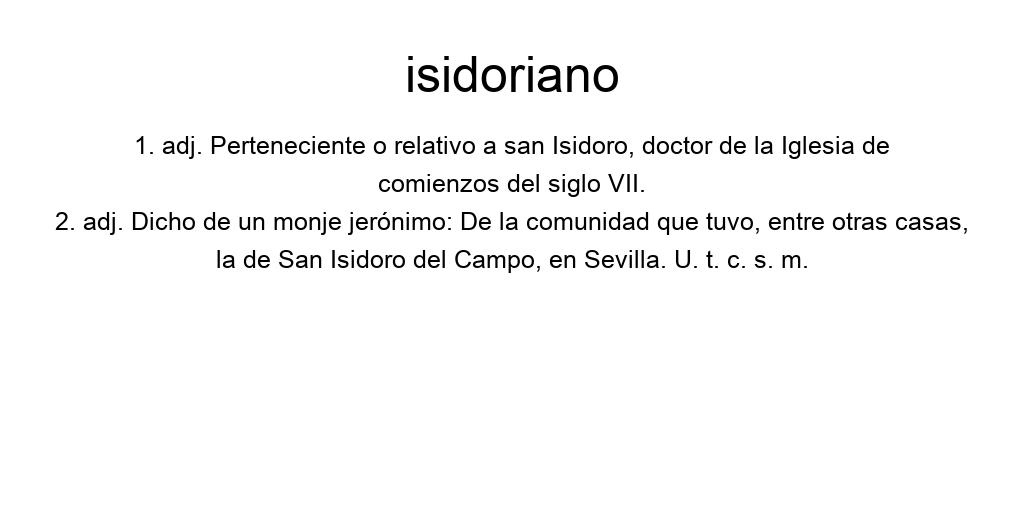 isidoriano
1. adj. Perteneciente o relativo a san Isidoro, doctor de la Iglesia de
comienzos del siglo VII.
2. adj. Dicho de un monje jerónimo: De la comunidad que tuvo, entre otras casas,
la de San Isidoro del Campo, en Sevilla. U. t. c. s. m.